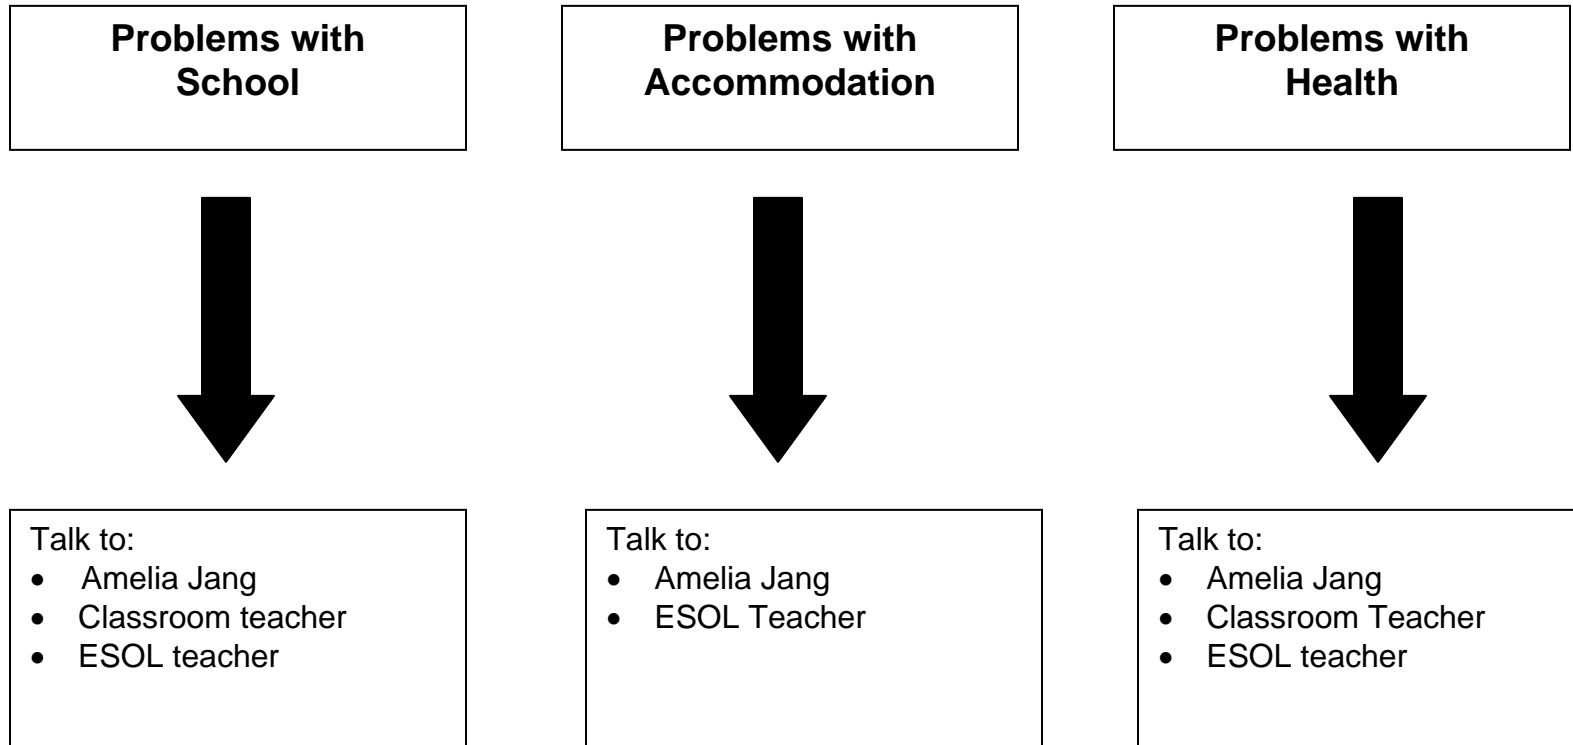 Problems with
School
Problems with
Accommodation
Problems with
Health
Talk to:
• Amelia Jang
• Classroom teacher
• ESOL teacher
Talk to:
• Amelia Jang
• ESOL Teacher
Talk to:
• Amelia Jang
• Classroom Teacher
• ESOL teacher